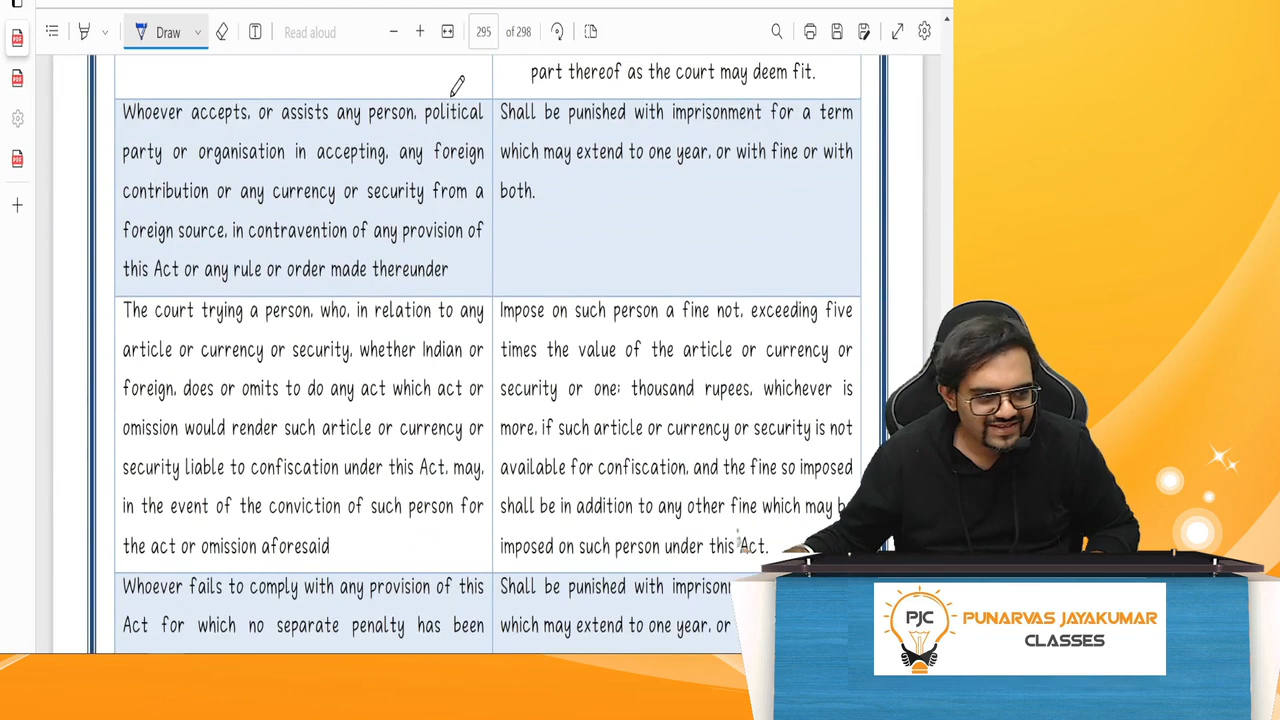 Draw
Read aloud
295
of 298
part thereof as the court may deem fit.
Whoever accepts, or assists any person, political
party or organisation in accepting, any foreign
contribution or any currency or security from a
foreign source, in contravention of any provision of
this Act or any rule or order made thereunder
Shall be punished with imprisonment for a term
which may extend to one year, or with fine or with
both.
The court trying a person, who, in relation to any
article or currency or security, whether Indian or
foreign, does or omits to do any act which act or
omission would render such article or currency or
security liable to confiscation under this Act, may,
in the event of the conviction of such person for
the act or omission aforesaid
Impose on such person a fine not, exceeding five
times the value of the article or currency or
security or one; thousand rupees, whichever is
more, if such article or currency or security is not
available for confiscation, and the fine so imposed
shall be in addition to any other fine which may
imposed on such person under this Act.
Whoever fails to comply with any provision of this
Act for which no separate penalty has been
Shall be punished with
which may extend to one year, or
PJC
PUNARVAS JAYAKUMAR
CLASSES